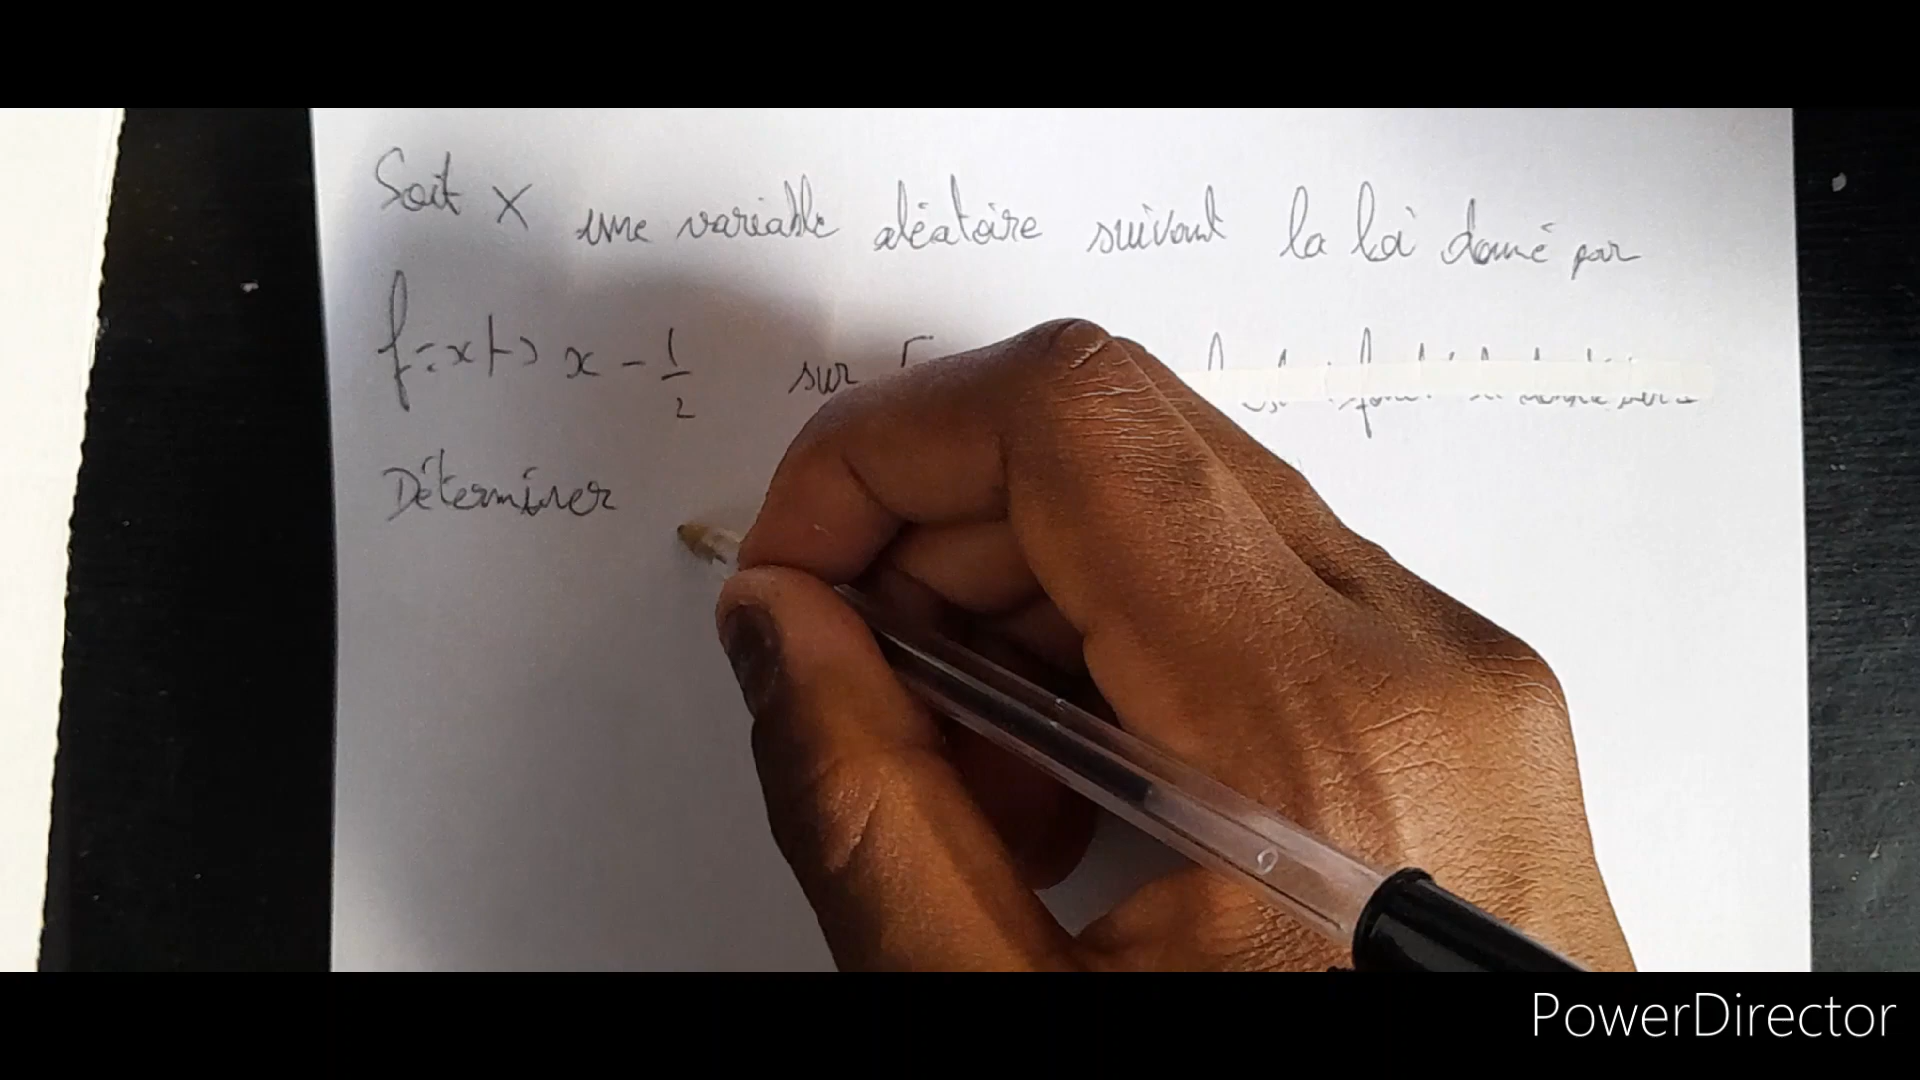 Soit X une variable aléatoire suivant la loi donné par
f: x ↦ x - 1/2 sur [
Déterminer
PowerDirector